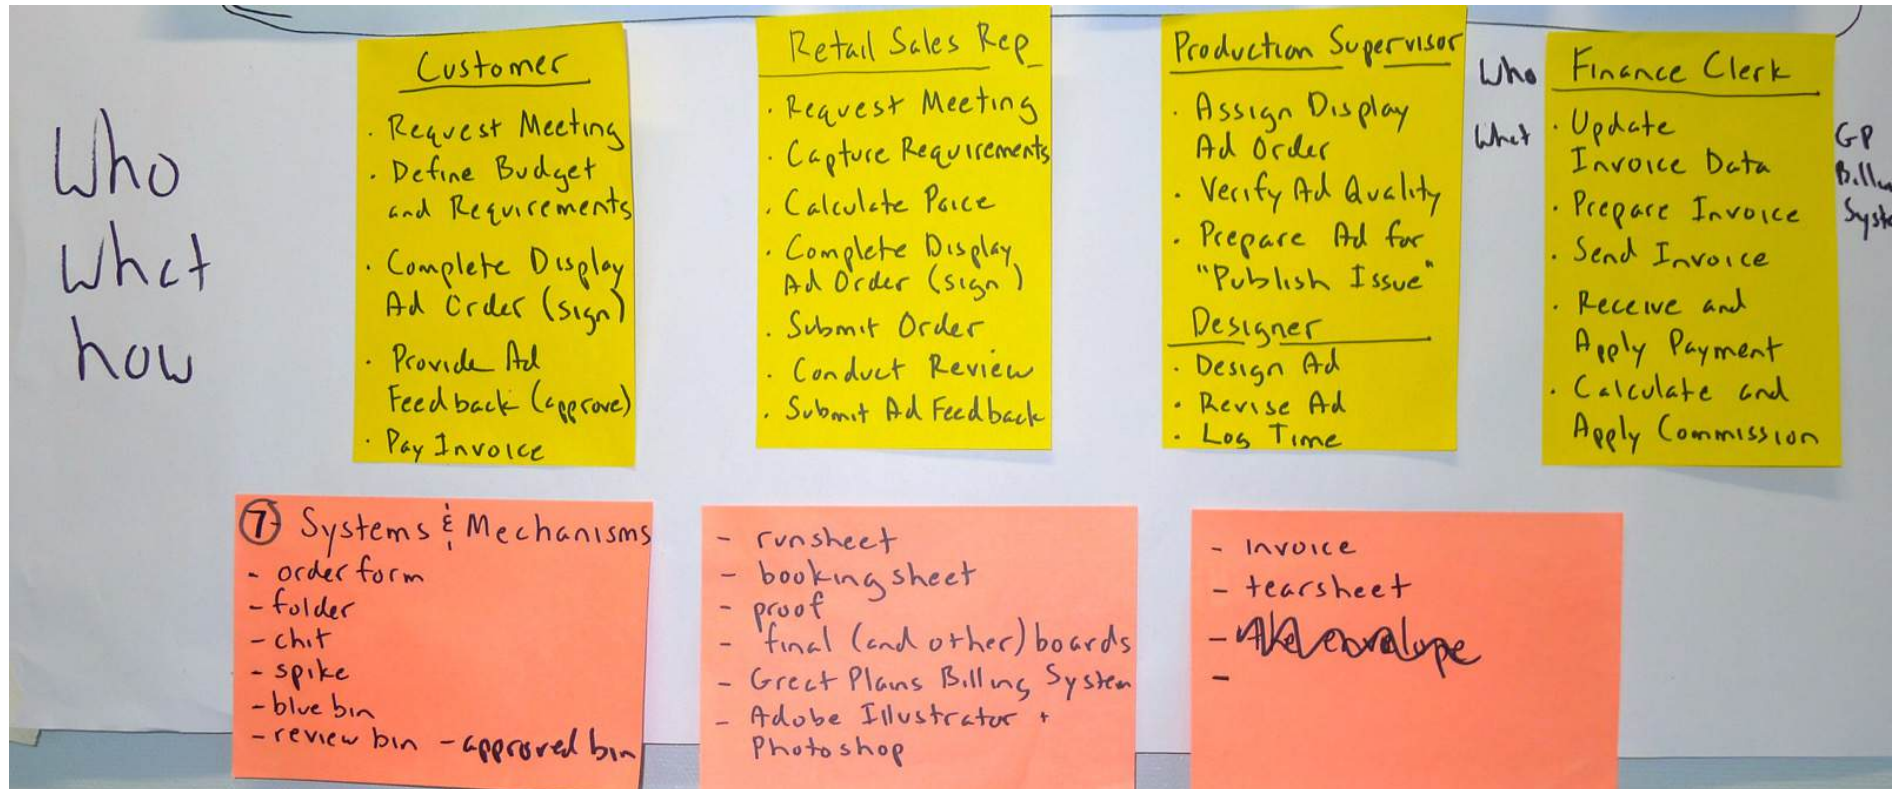 Who
What
how
Customer
· Request Meeting
· Define Budget
and Requirements
· Complete Display
Ad Order (sign)
· Provide Ad
Feedback (approve)
· Pay Invoice
Retail Sales Rep
· Request Meeting
· Capture Requirements
· Calculate Price
· Complete Display
Ad Order (sign)
· Submit Order
· Conduct Review
· Submit Ad Feedback
Production Supervisor
· Assign Display
Ad Order
· Verify Ad Quality
· Prepare Ad for
"Publish Issue"
Designer
· Design Ad
· Revise Ad
· Log Time
Who
What
Finance Clerk
· Update
Invoice Data
· Prepare Invoice
· Send Invoice
· Receive and
Apply Payment
· Calculate and
Apply Commission
GP
7 Systems & Mechanisms
- order form
- folder
- chit
- spike
- blue bin
- review bin - approved bin
- runsheet
- booking sheet
- proof
- final (and other) boards
- Great Plains Billing System
- Adobe Illustrator +
Photoshop
- invoice
- tearsheet
- envelope
-